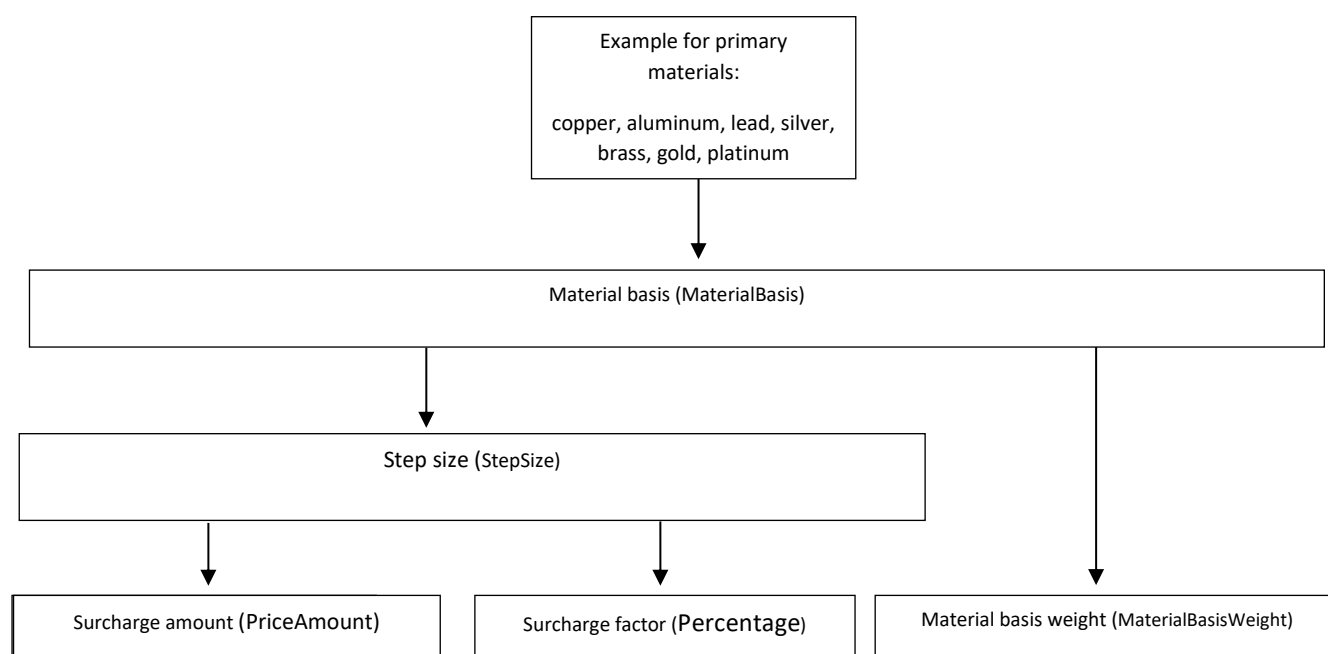 Example for primary
materials:
copper, aluminum, lead, silver,
brass, gold, platinum
Material basis (MaterialBasis)
Step size (StepSize)
Surcharge amount (PriceAmount)
Surcharge factor (Percentage)
Material basis weight (MaterialBasisWeight)